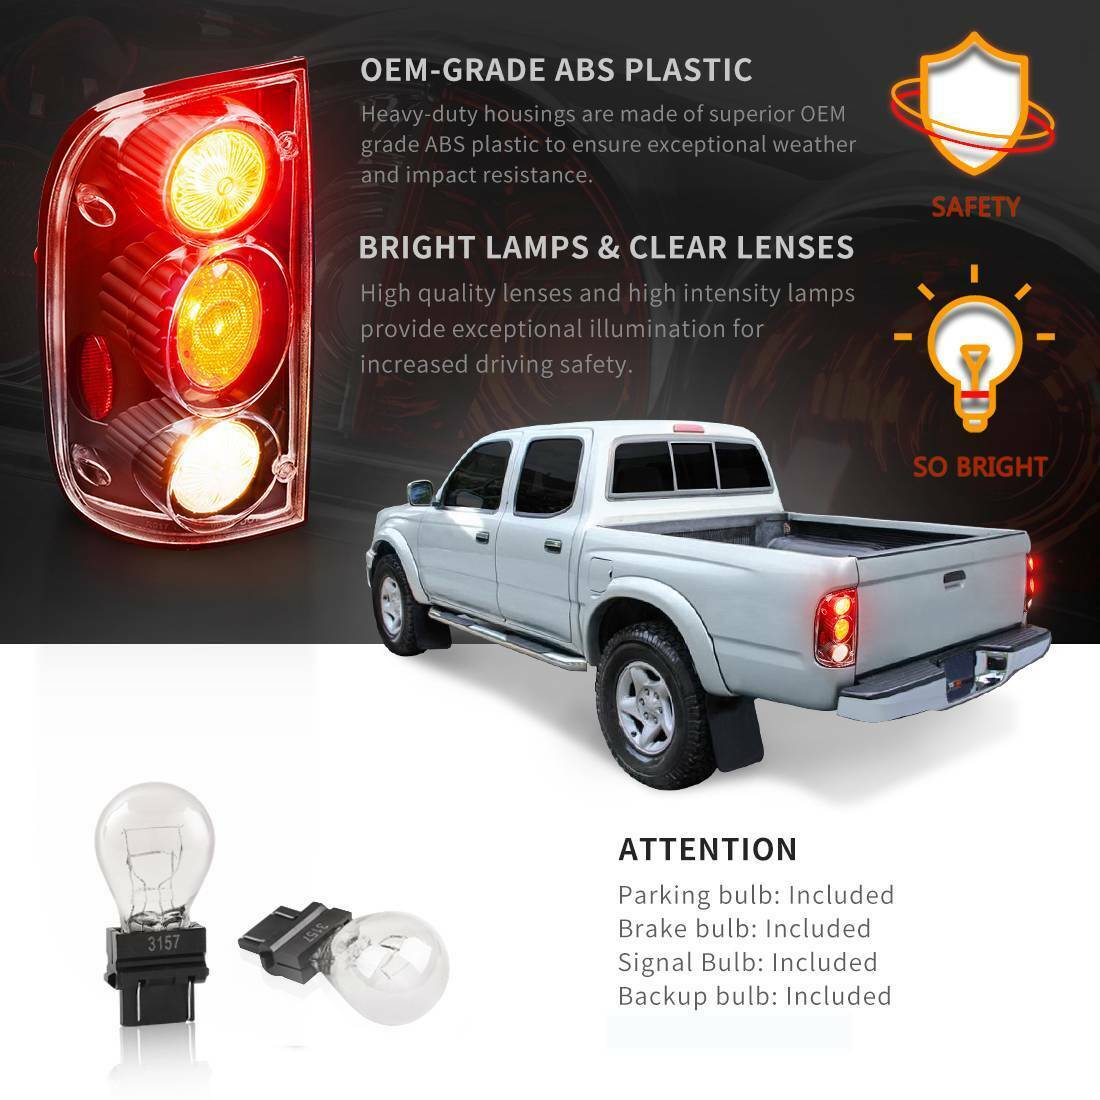 OEM-GRADE ABS PLASTIC
Heavy-duty housings are made of superior OEM
grade ABS plastic to ensure exceptional weather
and impact resistance.
SAFETY
BRIGHT LAMPS & CLEAR LENSES
High quality lenses and high intensity lamps
provide exceptional illumination for
increased driving safety.
SO BRIGHT
3157
3157
ATTENTION
Parking bulb: Included
Brake bulb: Included
Signal Bulb: Included
Backup bulb: Included